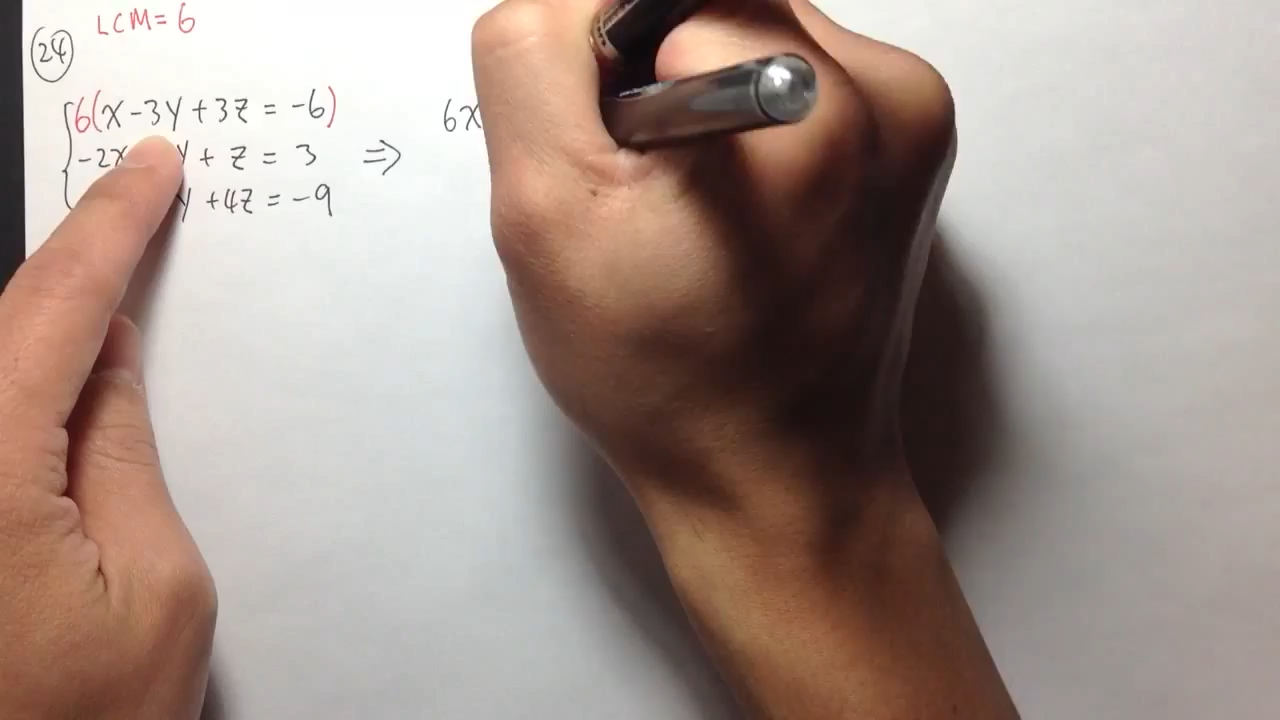 LCM = 6
24
6(x - 3y + 3z = -6) 6x
-2x y + z = 3 ⇒
y + 4z = -9